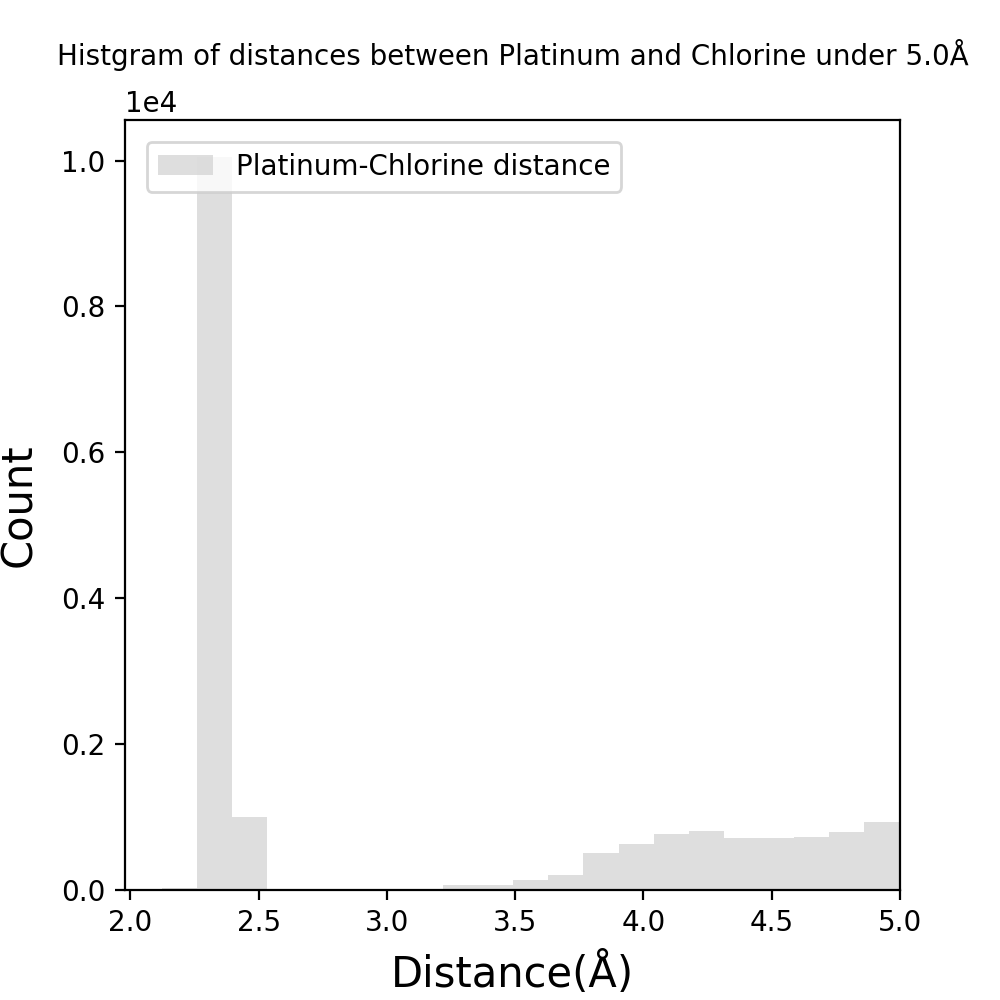 Histgram of distances between Platinum and Chlorine under 5.0Å
1e4
Platinum-Chlorine distance
1.0
0.8
0.6
0.4
0.2
0.0
Count
2.0 2.5 3.0 3.5 4.0 4.5 5.0
Distance(Å)